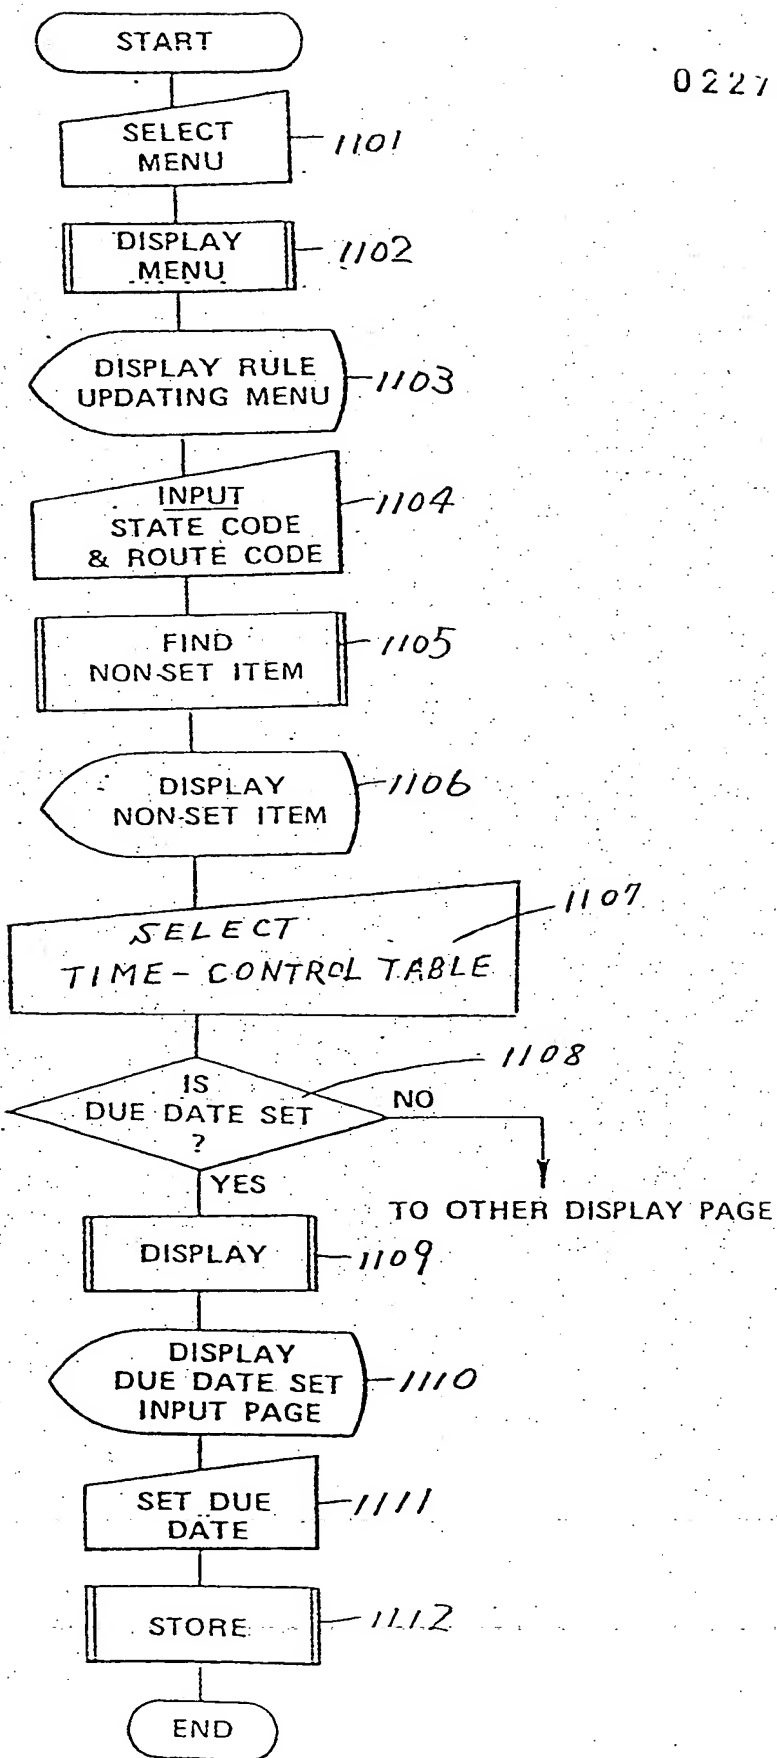 START
0227
SELECT
MENU
1101
DISPLAY
MENU
1102
DISPLAY RULE
UPDATING MENU
1103
INPUT
STATE CODE
& ROUTE CODE
1104
FIND
NON-SET ITEM
1105
DISPLAY
NON-SET ITEM
1106
SELECT
TIME-CONTROL TABLE
1107
IS
DUE DATE SET
?
1108
NO
YES
TO OTHER DISPLAY PAGE
DISPLAY
1109
DISPLAY
DUE DATE SET
INPUT PAGE
1110
SET DUE
DATE
1111
STORE
1112
END